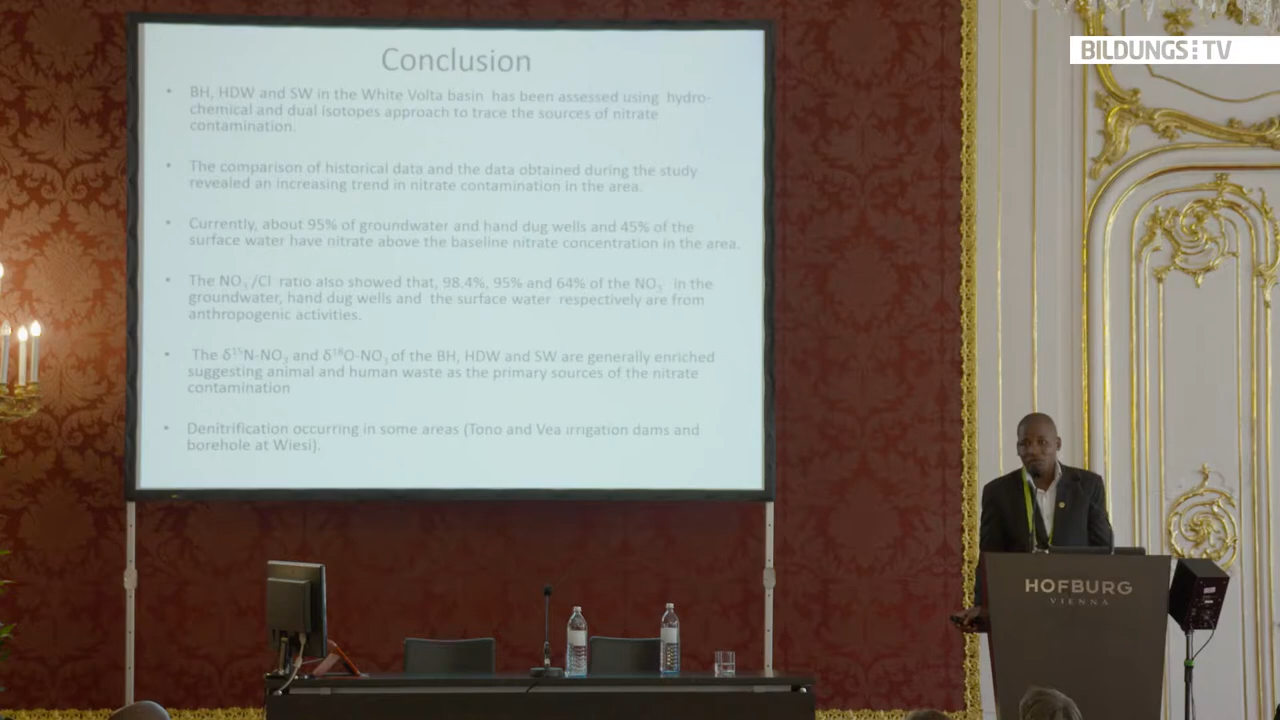 BILDUNGS TV
Conclusion
• BH, HDW and SW in the White Volta basin has been assessed using hydro-
chemical and dual isotopes approach to trace the sources of nitrate
contamination.
• The comparison of historical data and the data obtained during the study
revealed an increasing trend in nitrate contamination in the area.
• Currently, about 95% of groundwater and hand dug wells and 45% of the
surface water have nitrate above the baseline nitrate concentration in the area.
• The NO₃/Cl ratio also showed that, 98.4%, 95% and 64% of the NO₃ in the
groundwater, hand dug wells and the surface water respectively are from
anthropogenic activities.
• The δ¹⁵N-NO₃ and δ¹⁸O-NO₃ of the BH, HDW and SW are generally enriched
suggesting animal and human waste as the primary sources of the nitrate
contamination
• Denitrification occurring in some areas (Tono and Vea irrigation dams and
borehole at Wiesi).
HOFBURG
VIENNA